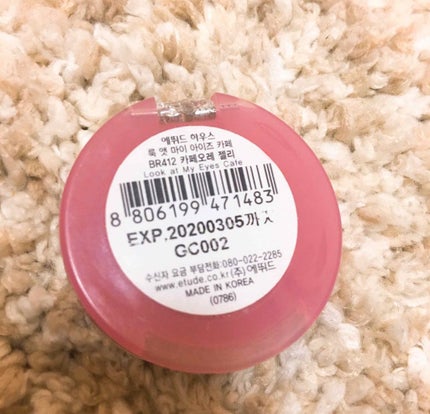 에뛰드 하우스
룩 앳 마이 아이즈 카페
BR412 카페오레 젤리
Look at My Eyes Cafe
8 806199 471483
EXP.20200305까지
GC002
수신자 요금 부담전화:080-022-2285
www.etude.co.kr(주)에뛰드
MADE IN KOREA
(0786)